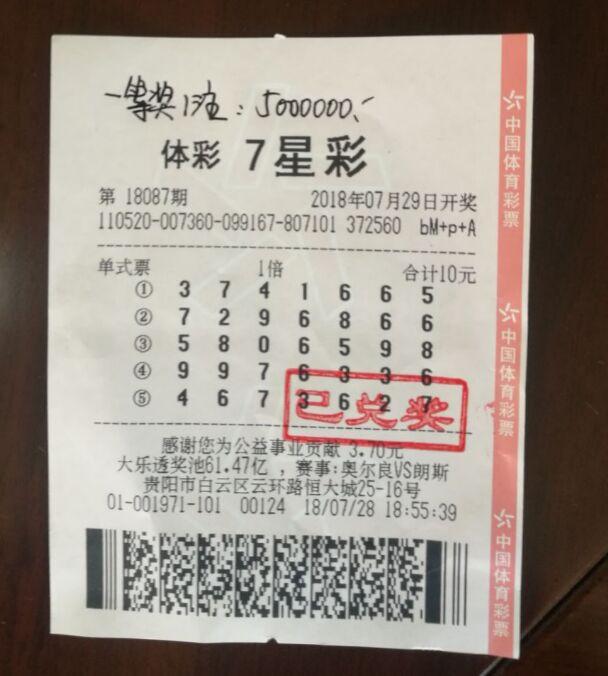 一等奖1注:5000000.-
体彩 7星彩
第 18087期 2018年07月29日开奖
110520-007360-099167-807101 372560 bM+p+A
单式票 1倍 合计10元
① 3 7 4 1 6 6 5
② 7 2 9 6 8 6 6
③ 5 8 0 6 5 9 8
④ 9 9 7 6 3 3 6
⑤ 4 6 7 3 6 2 7
已兑奖
感谢您为公益事业贡献 3.70元
大乐透奖池61.47亿 ,赛事:奥尔良VS朗斯
贵阳市白云区云环路恒大城25-16号
01-001971-101 00124 18/07/28 18:55:39
中国体育彩票
中国体育彩票
中国体育彩票